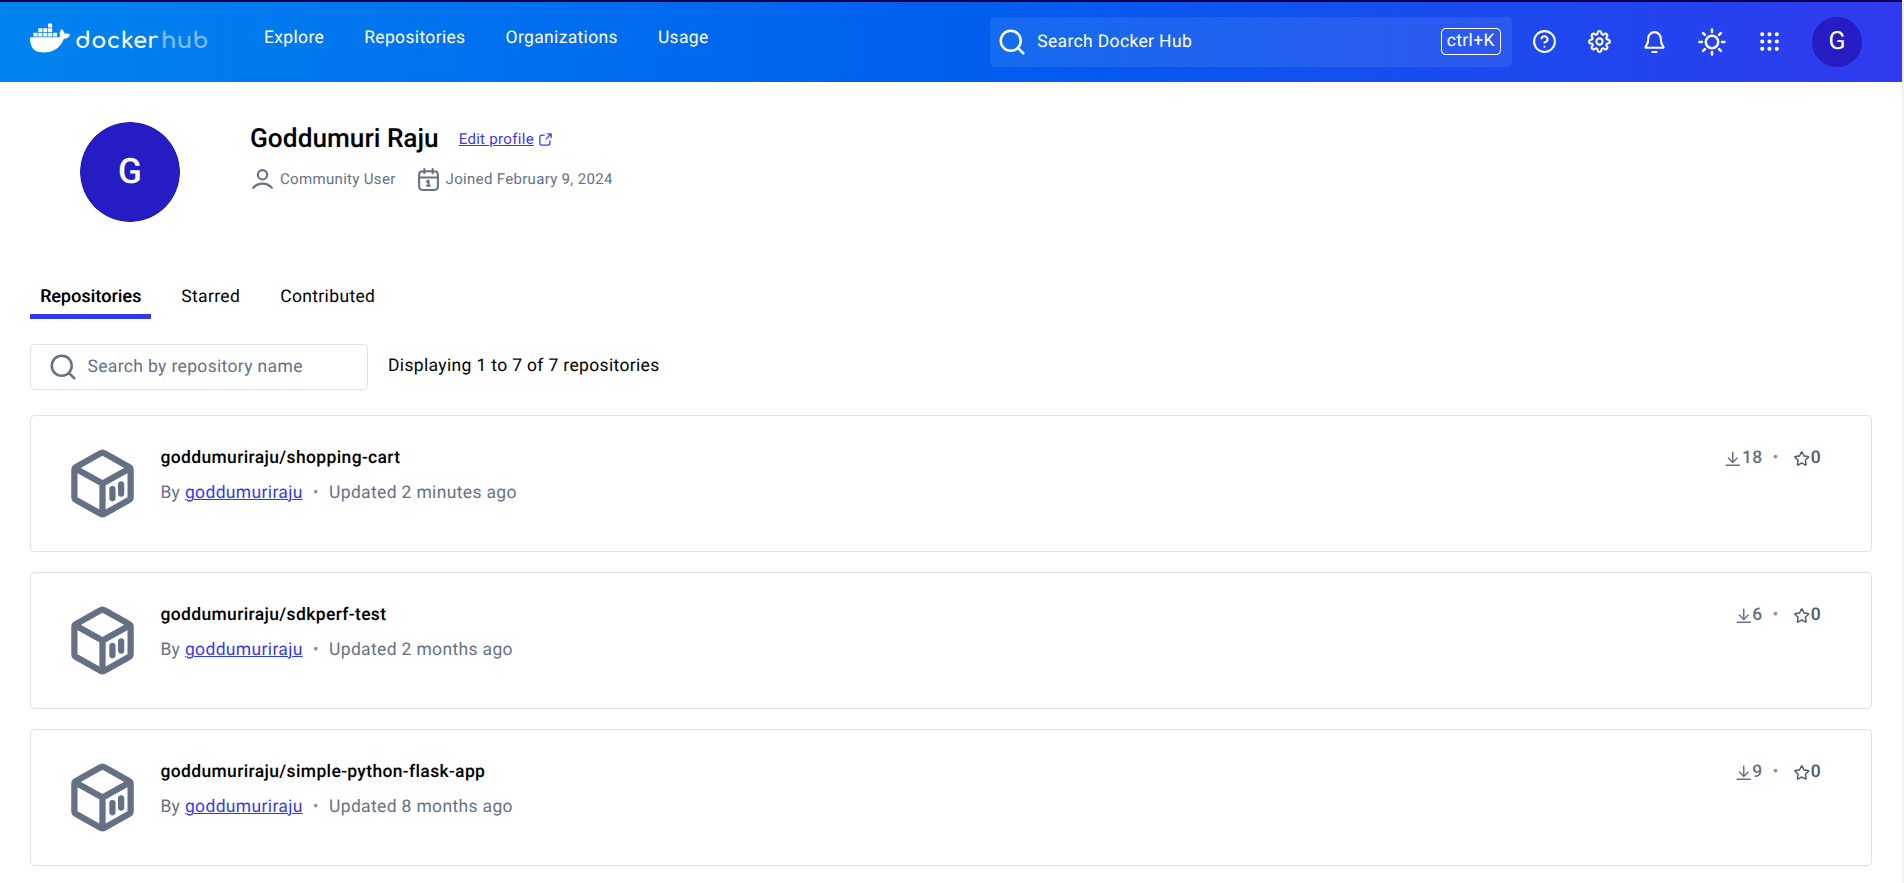 dockerhub Explore Repositories Organizations Usage Search Docker Hub ctrl+K G
G
Goddumuri Raju Edit profile
Community User 1 Joined February 9, 2024
Repositories Starred Contributed
Search by repository name Displaying 1 to 7 of 7 repositories
goddumuriraju/shopping-cart 18 • 0
By goddumuriraju • Updated 2 minutes ago
goddumuriraju/sdkperf-test 6 • 0
By goddumuriraju • Updated 2 months ago
goddumuriraju/simple-python-flask-app 9 • 0
By goddumuriraju • Updated 8 months ago